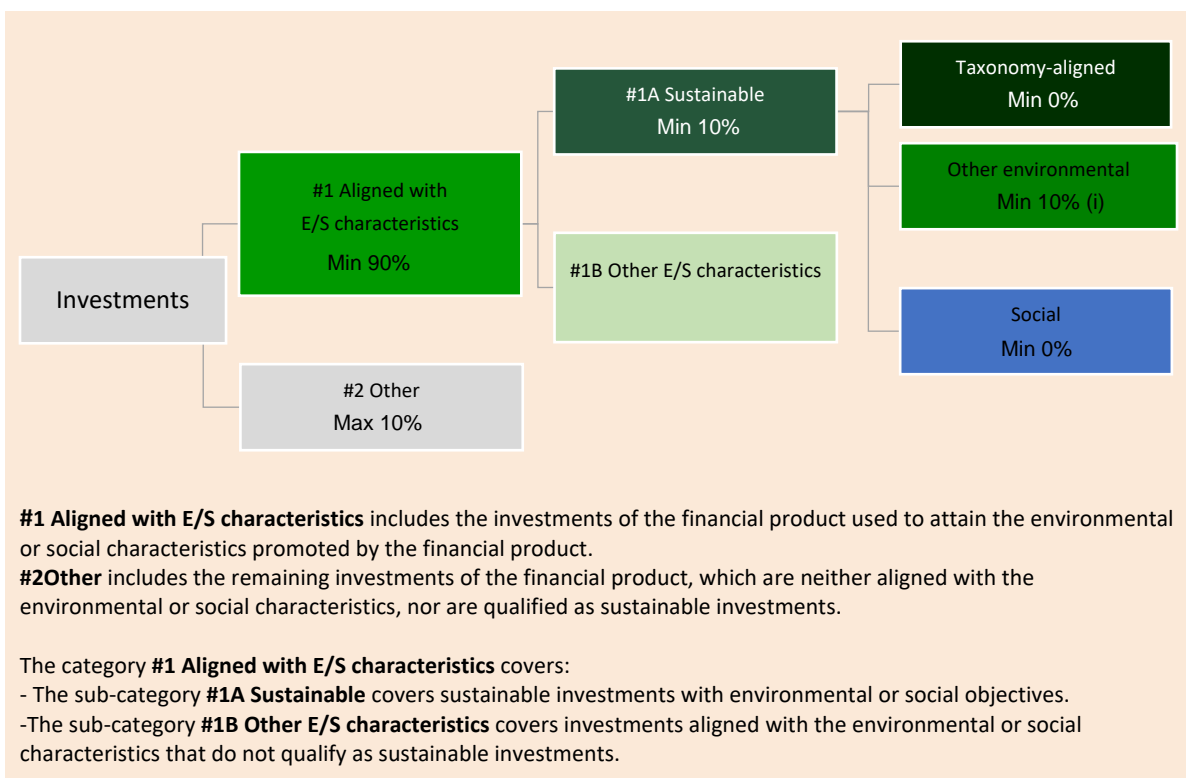 Investments
#1 Aligned with
E/S characteristics
Min 90%
#2 Other
Max 10%
#1A Sustainable
Min 10%
#1B Other E/S characteristics
Taxonomy-aligned
Min 0%
Other environmental
Min 10% (i)
Social
Min 0%
#1 Aligned with E/S characteristics includes the investments of the financial product used to attain the environmental
or social characteristics promoted by the financial product.
#2Other includes the remaining investments of the financial product, which are neither aligned with the
environmental or social characteristics, nor are qualified as sustainable investments.
The category #1 Aligned with E/S characteristics covers:
- The sub-category #1A Sustainable covers sustainable investments with environmental or social objectives.
-The sub-category #1B Other E/S characteristics covers investments aligned with the environmental or social
characteristics that do not qualify as sustainable investments.